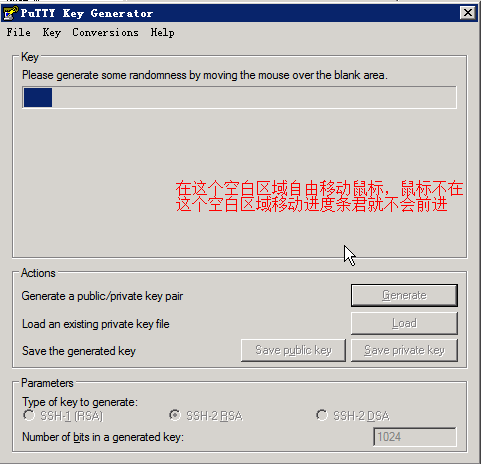 PuTTY Key Generator
File Key Conversions Help
Key
Please generate some randomness by moving the mouse over the blank area.
在这个空白区域自由移动鼠标，鼠标不在
这个空白区域移动进度条君就不会前进
Actions
Generate a public/private key pair
Generate
Load an existing private key file
Load
Save the generated key
Save public key
Save private key
Parameters
Type of key to generate:
SSH-1 (RSA)
SSH-2 RSA
SSH-2 DSA
Number of bits in a generated key:
1024